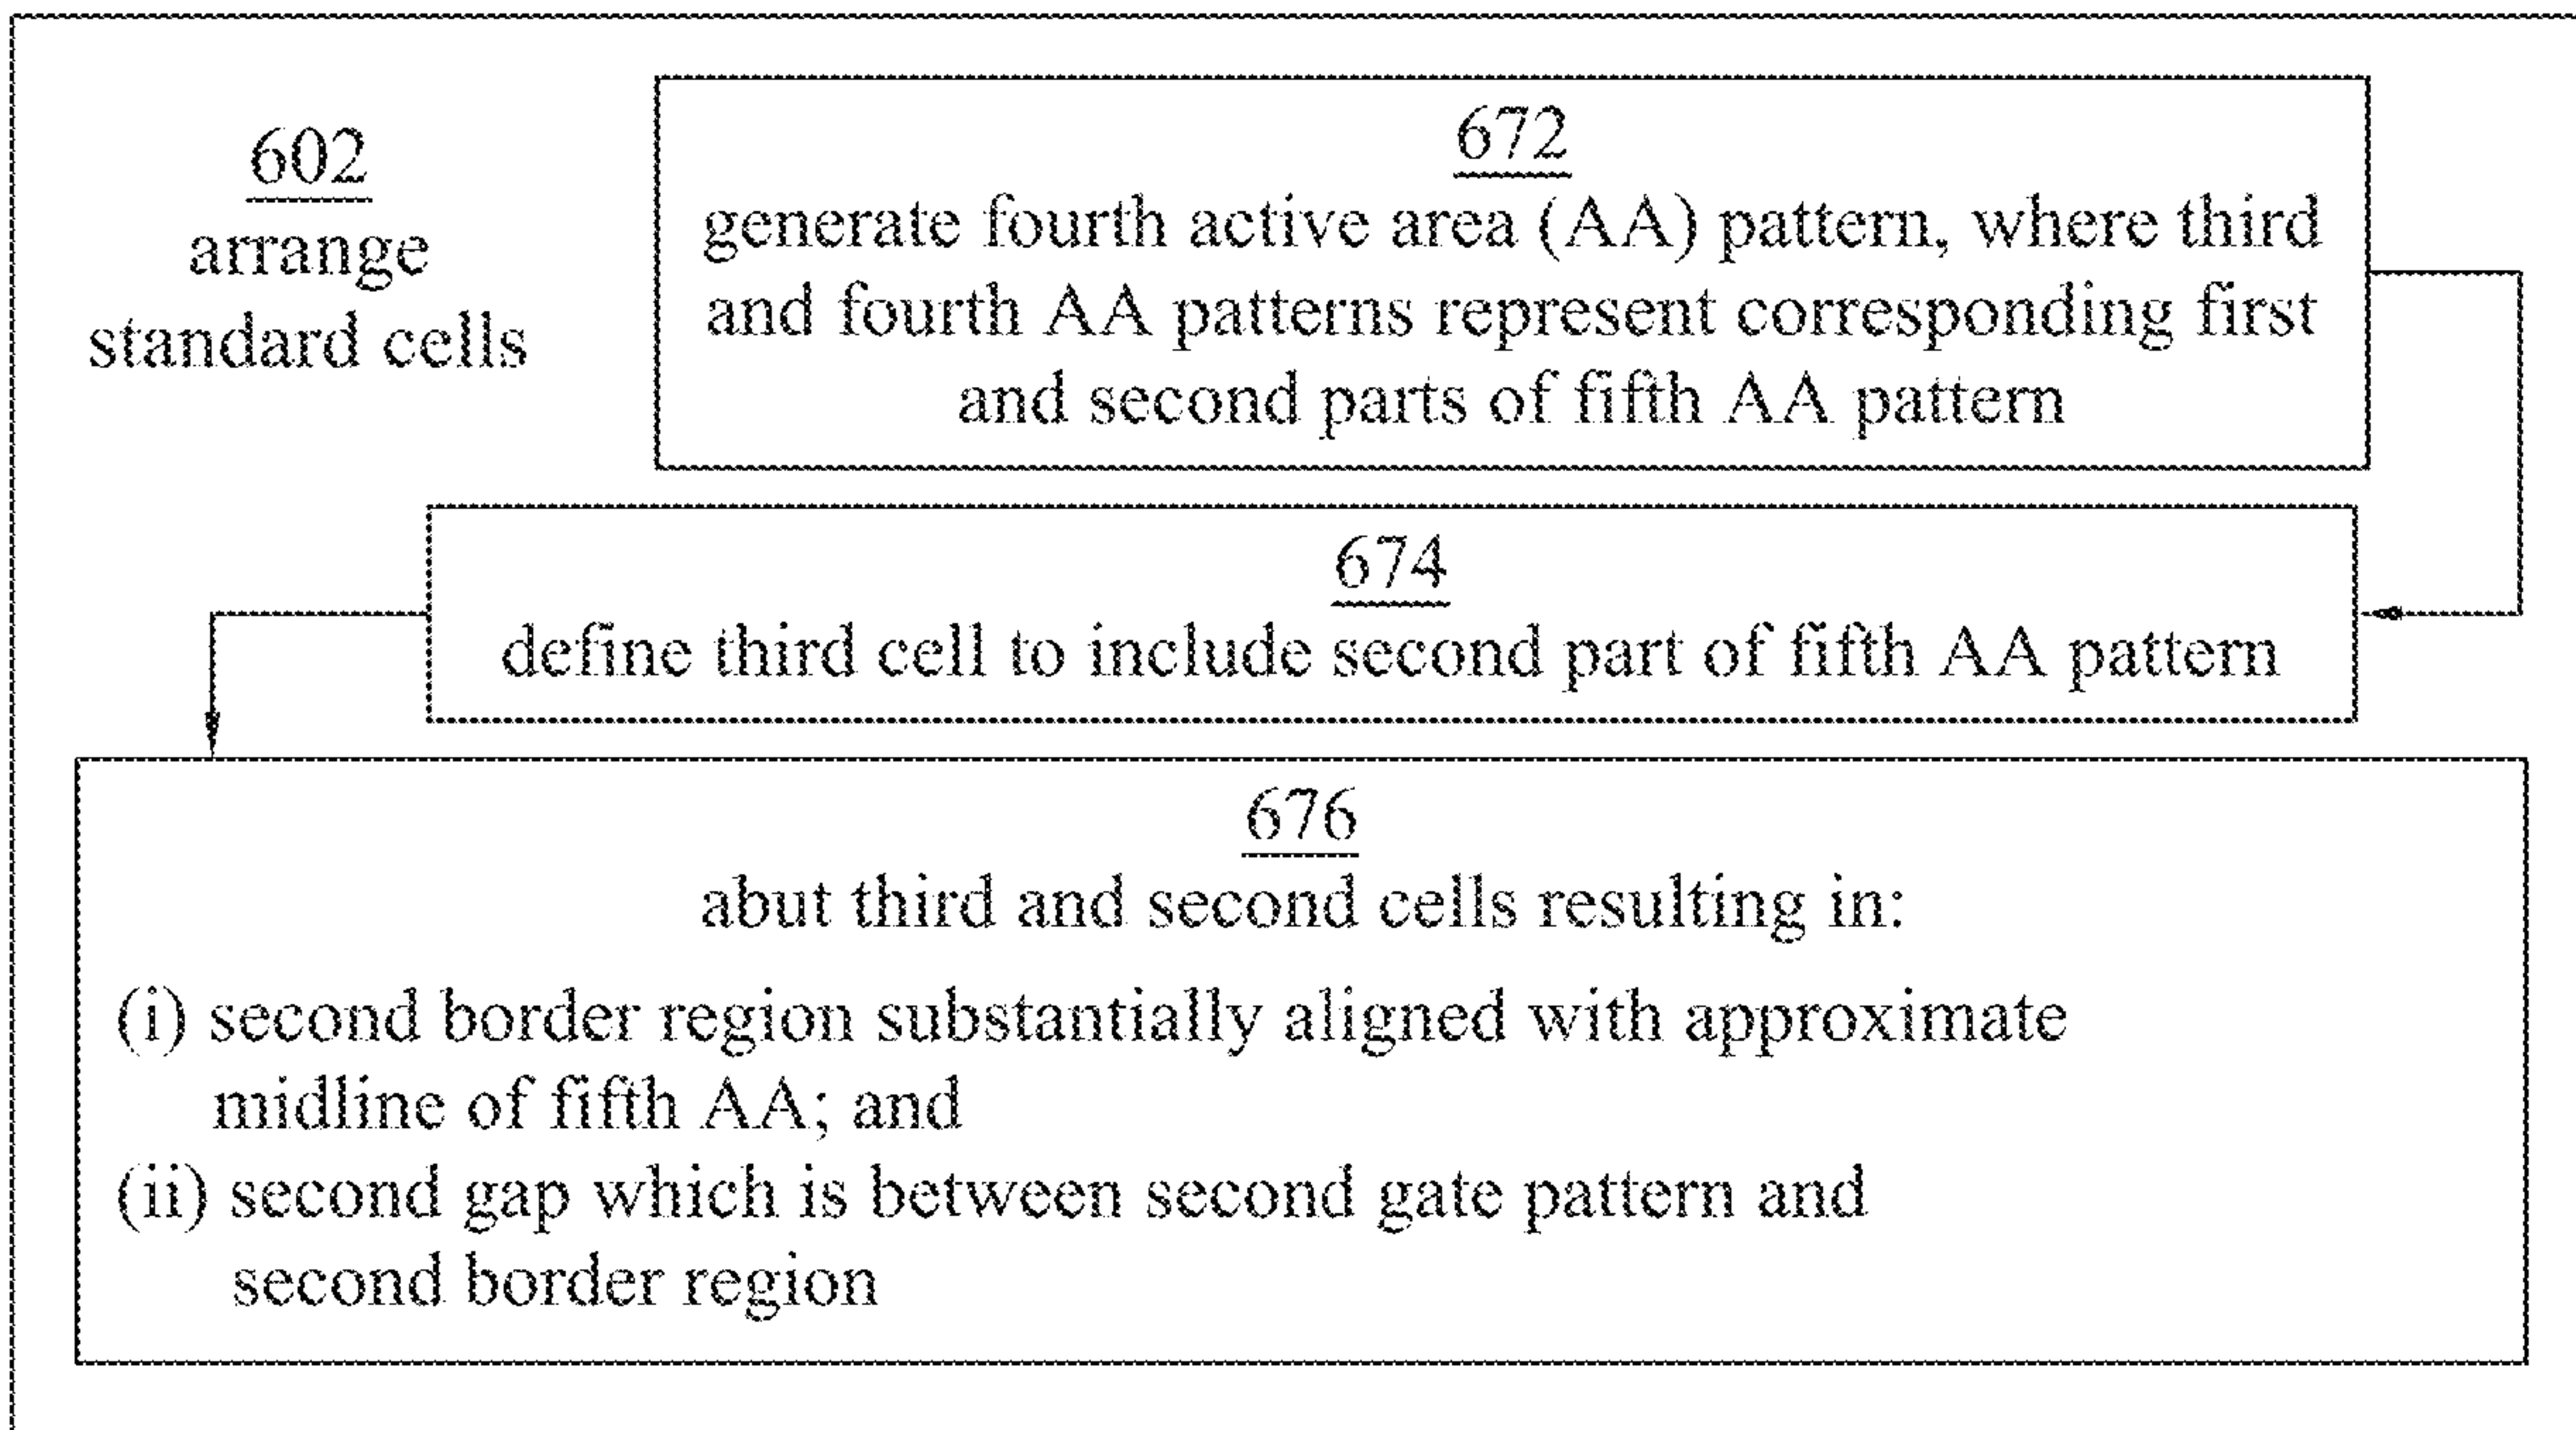 602
arrange
standard cells
672
generate fourth active area (AA) pattern, where third
and fourth AA patterns represent corresponding first
and second parts of fifth AA pattern
674
define third cell to include second part of fifth AA pattern
676
abut third and second cells resulting in:
(i) second border region substantially aligned with approximate
midline of fifth AA; and
(ii) second gap which is between second gate pattern and
second border region